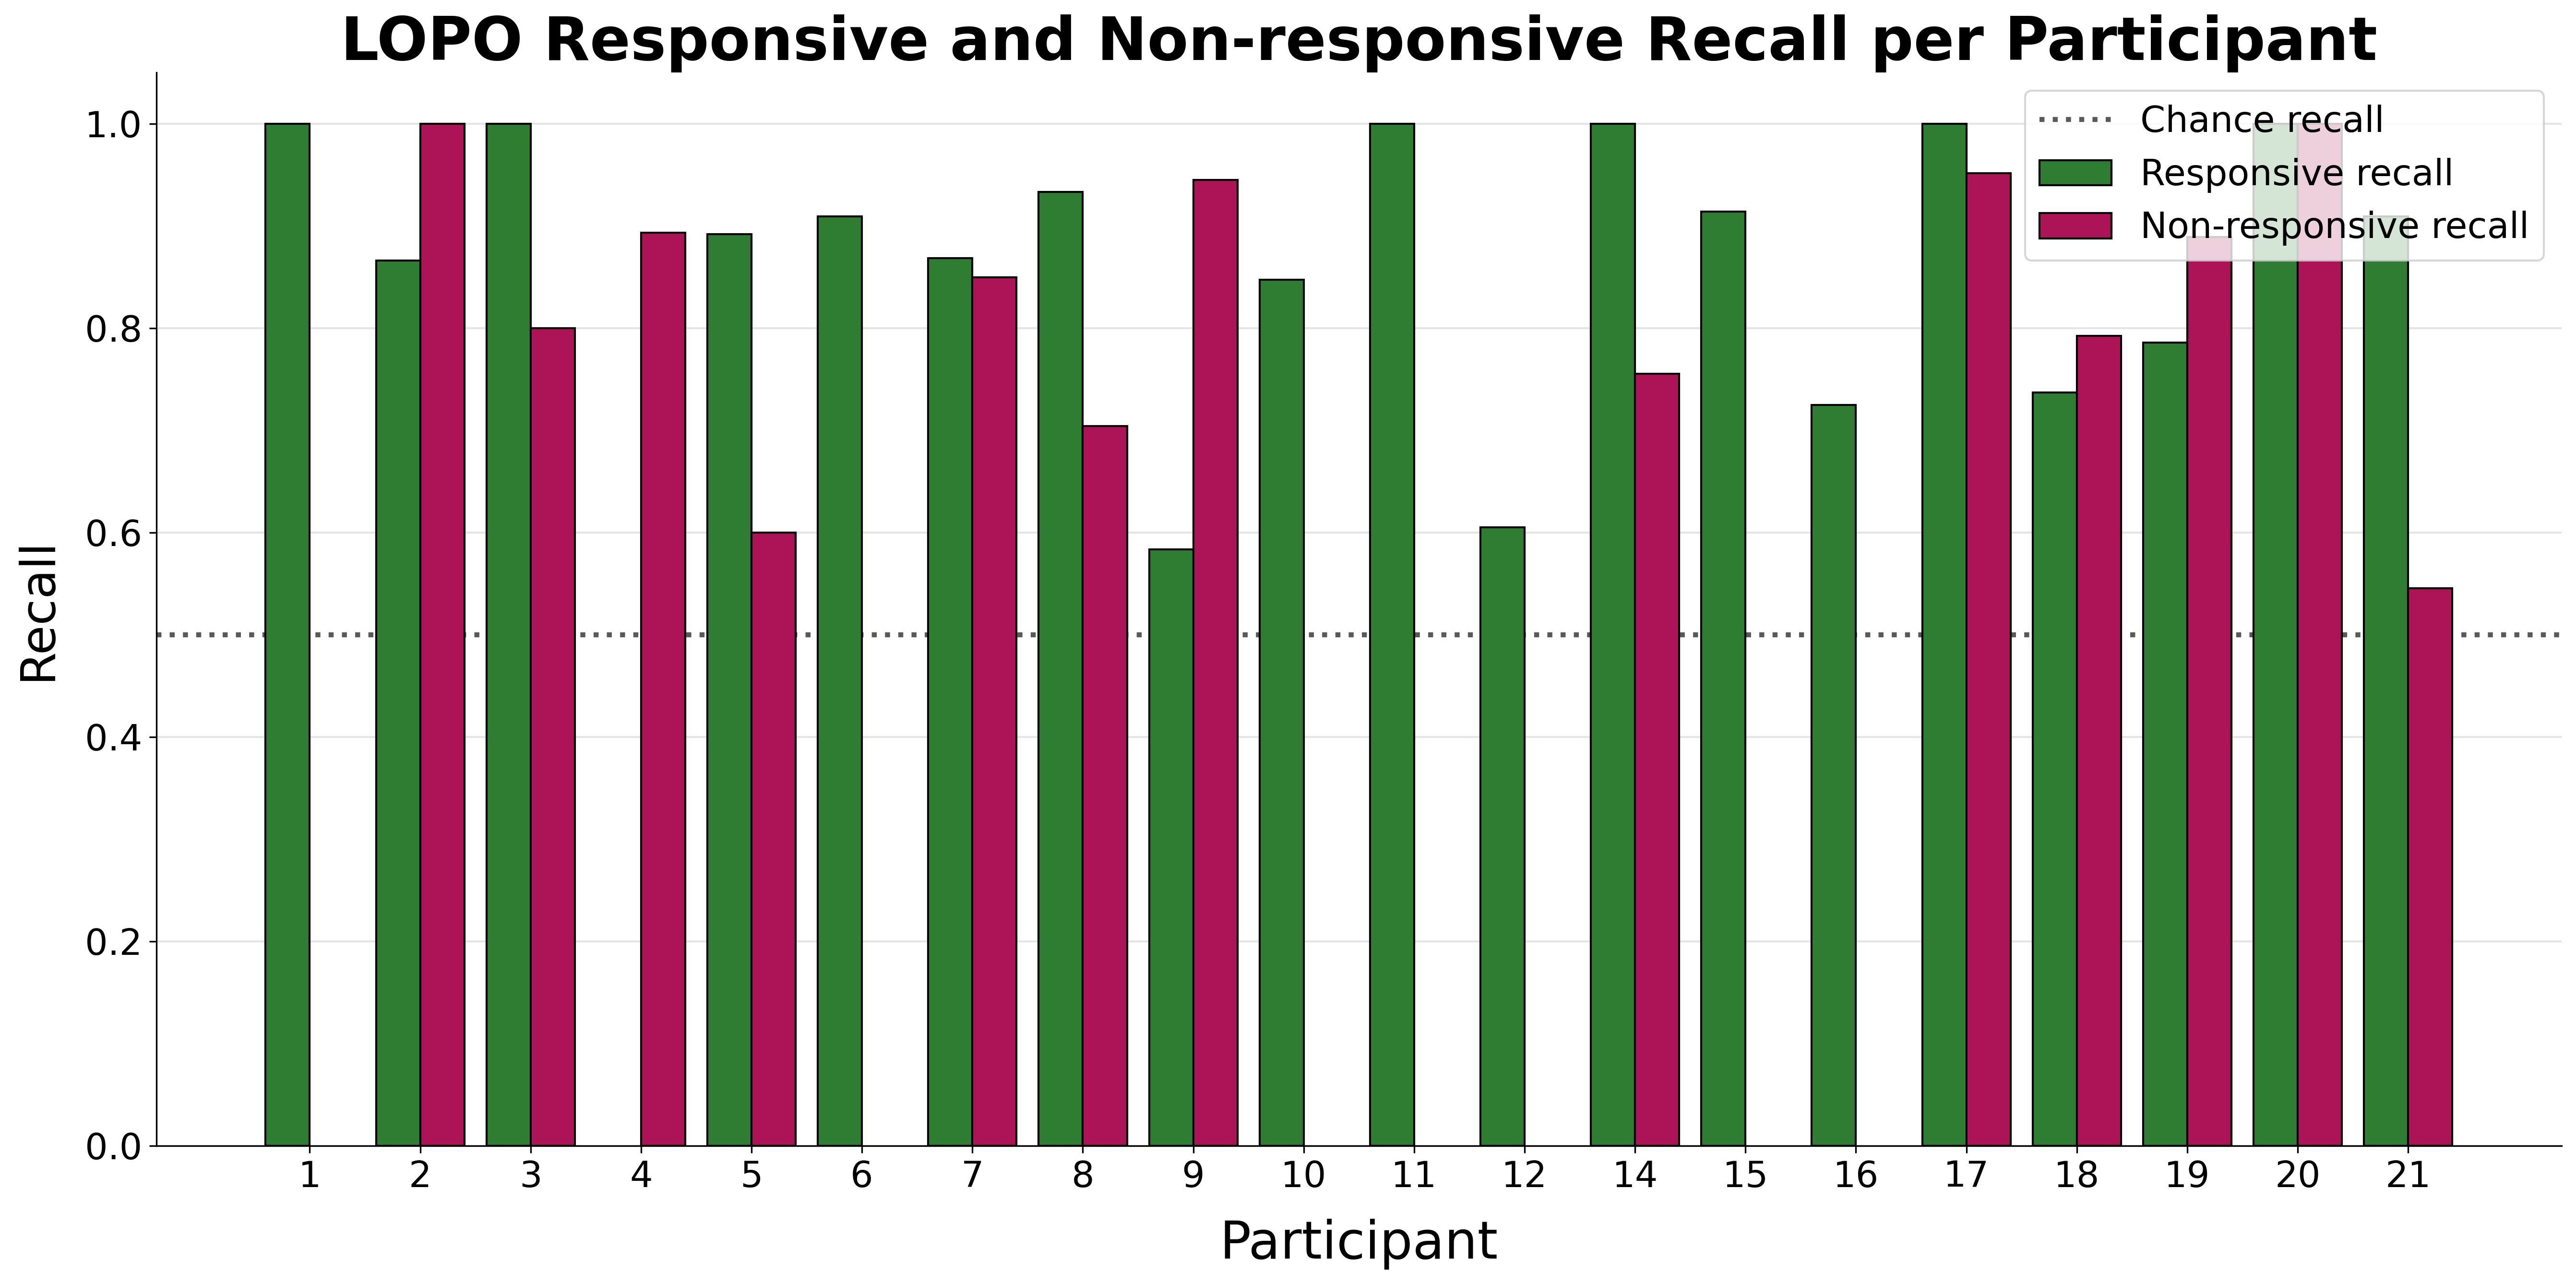 LOPO Responsive and Non-responsive Recall per Participant
Chance recall
Responsive recall
Non-responsive recall
1.0
0.8
0.6
0.4
0.2
0.0
Recall
1 2 3 4 5 6 7 8 9 10 11 12 14 15 16 17 18 19 20 21
Participant